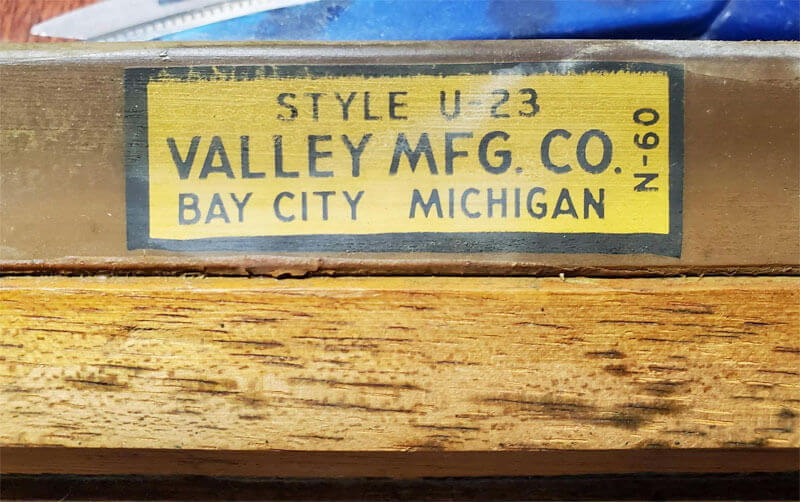 STYLE U-23
VALLEY MFG. CO.
BAY CITY MICHIGAN
N-60